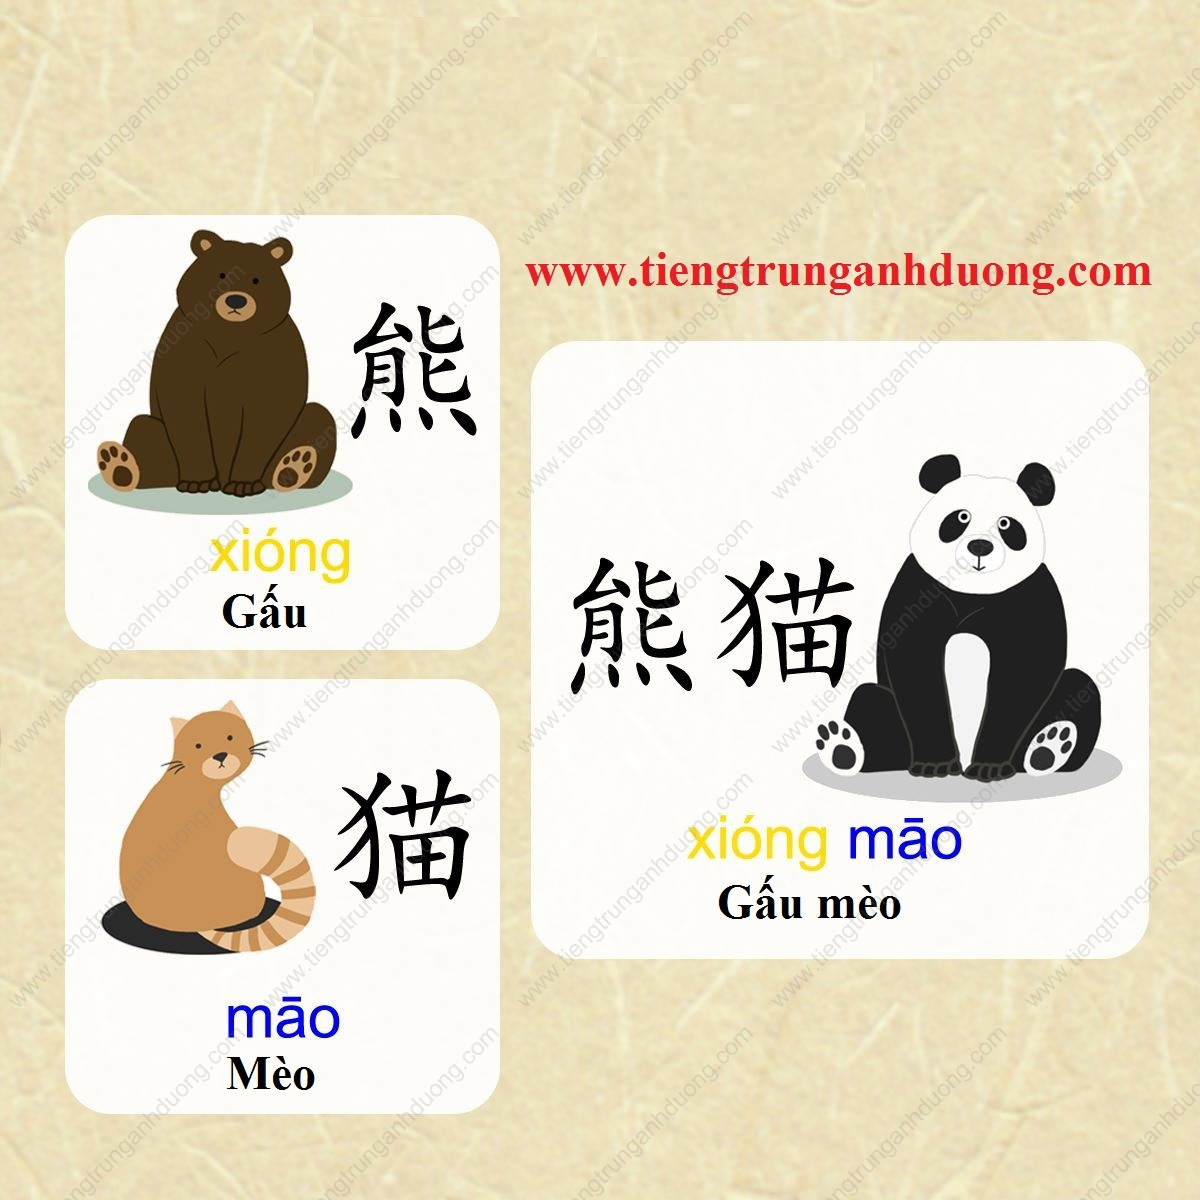 www.tiengtrunganhduong.com
熊
xióng
Gấu
猫
māo
Mèo
熊猫
xióng māo
Gấu mèo